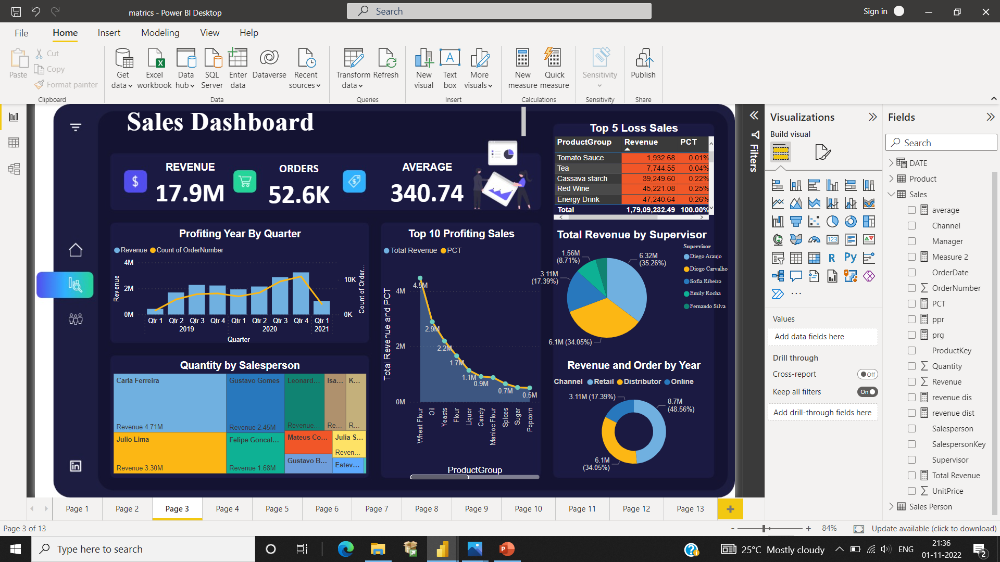 matrics - Power BI Desktop
Search
Sign in
File
Home
Insert
Modeling
View
Help
Paste
Cut
Copy
Format painter
Clipboard
Get data
Excel workbook
Data hub
SQL Server
Enter data
Dataverse
Recent sources
Data
Transform data
Refresh
Queries
New visual
Text box
More visuals
Insert
New measure
Quick measure
Calculations
Sensitivity
Sensitivity
Publish
Share
Sales Dashboard
REVENUE
17.9M
ORDERS
52.6K
AVERAGE
340.74
Top 5 Loss Sales
ProductGroup Revenue PCT
Tomato Sauce 1,932.68 0.01%
Tea 7,744.55 0.04%
Cassava starch 39,249.60 0.22%
Red Wine 45,221.08 0.25%
Energy Drink 47,240.64 0.26%
Total 1,79,09,232.49 100.00%
Profiting Year By Quarter
Revenue Count of OrderNumber
4M
2M
0M
Revenue
10K
0K
Count of Order...
Qtr 1 Qtr 2 Qtr 3 Qtr 4 Qtr 1 Qtr 2 Qtr 3 Qtr 4 Qtr 1
2019 2020 2021
Quarter
Top 10 Profiting Sales
Total Revenue PCT
Total Revenue and PCT
4M
2M
0M
4.5M
2.9M
2.2M
1.7M
1.1M
0.9M
0.7M
0.5M
Wheat Flour
Oil
Yeasts
Flour
Liquor
Candy
Manioc Flour
Spices
Sugar
Popcorn
ProductGroup
Total Revenue by Supervisor
Supervisor
Diego Araujo
Diogo Carvalho
Sofia Ribeiro
Emily Rocha
Fernando Silva
1.56M
(8.71%)
6.32M
(35.26%)
3.11M
(17.39%)
6.1M (34.05%)
Quantity by Salesperson
Carla Ferreira
Revenue 4.71M
Julio Lima
Revenue 3.30M
Gustavo Gomes
Revenue 2.45M
Felipe Goncal...
Revenue 1.68M
Leonard...
Revenue...
Isa...
Re...
K...
R...
Mateus Co...
Gustavo B...
Julia S...
Reven...
Estev...
Revenue and Order by Year
Channel Retail Distributor Online
3.11M (17.39%)
8.7M
(48.56%)
6.1M
(34.05%)
Filters
Visualizations
Build visual
R
Py
123
Values
Add data fields here
Drill through
Cross-report
Off
Keep all filters
On
Add drill-through fields here
Fields
Search
DATE
Product
Sales
average
Channel
Manager
Measure 2
OrderDate
OrderNumber
PCT
ppr
prg
ProductKey
Quantity
Revenue
revenue dis
revenue dist
Salesperson
SalespersonKey
Supervisor
Total Revenue
UnitPrice
Sales Person
Page 1
Page 2
Page 3
Page 4
Page 5
Page 6
Page 7
Page 8
Page 9
Page 10
Page 11
Page 12
Page 13
Page 3 of 13
84%
Update available (click to download)
Type here to search
25°C Mostly cloudy
ENG
21:36
01-11-2022
2